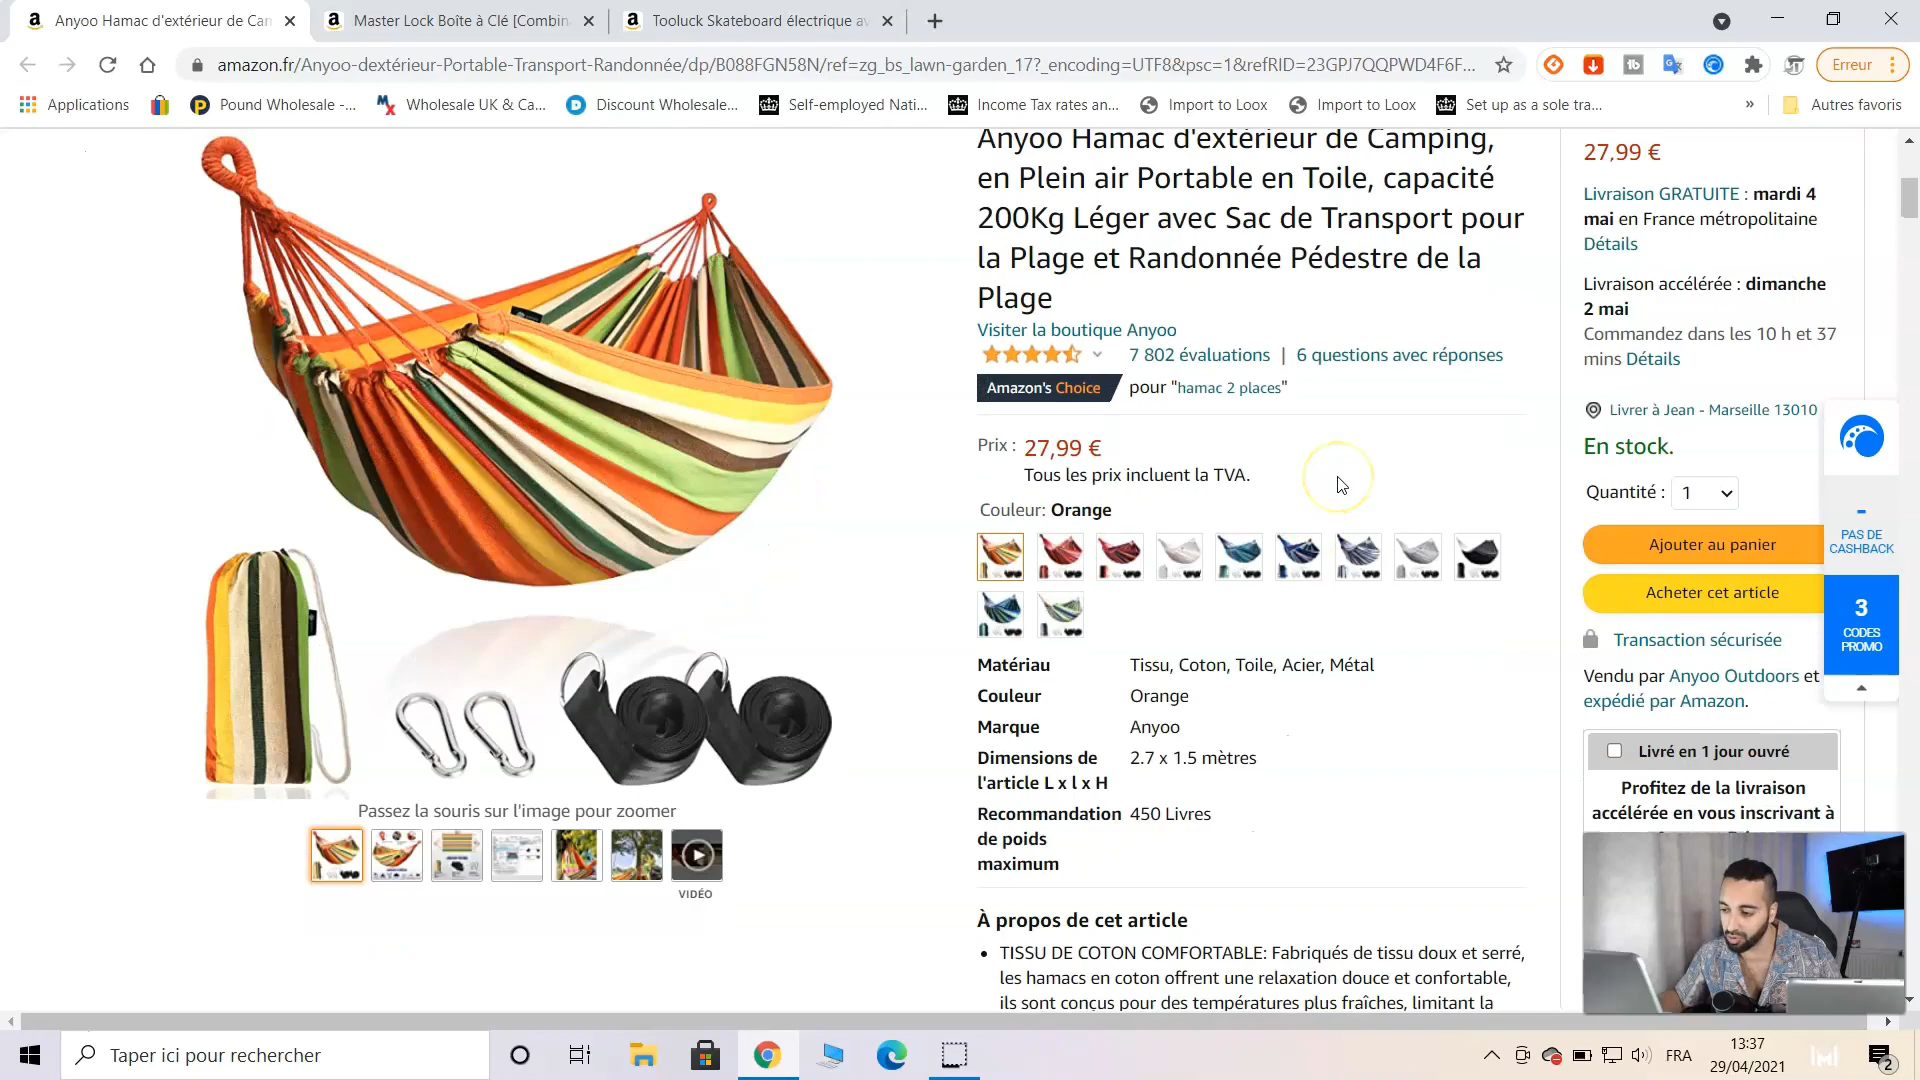 Anyoo Hamac d'extérieur de Cam
Master Lock Boîte à Clé [Combin
Tooluck Skateboard électrique av
amazon.fr/Anyoo-dextérieur-Portable-Transport-Randonnée/dp/B088FGN58N/ref=zg_bs_lawn-garden_17?_encoding=UTF8&psc=1&refRID=23GPJ7QQPWD4F6F...
Erreur
Applications
Pound Wholesale -...
Wholesale UK & Ca...
Discount Wholesale...
Self-employed Nati...
Income Tax rates an...
Import to Loox
Import to Loox
Set up as a sole tra...
»
Autres favoris
Anyoo Hamac d'extérieur de Camping,
en Plein air Portable en Toile, capacité
200Kg Léger avec Sac de Transport pour
la Plage et Randonnée Pédestre de la
Plage
Visiter la boutique Anyoo
7 802 évaluations | 6 questions avec réponses
Amazon's Choice pour "hamac 2 places"
Prix : 27,99 €
Tous les prix incluent la TVA.
Couleur: Orange
Matériau Tissu, Coton, Toile, Acier, Métal
Couleur Orange
Marque Anyoo
Dimensions de 2.7 x 1.5 mètres
l'article L x l x H
Recommandation 450 Livres
de poids
maximum
À propos de cet article
• TISSU DE COTON COMFORTABLE: Fabriqués de tissu doux et serré,
les hamacs en coton offrent une relaxation douce et confortable,
ils sont conçus pour des températures plus fraîches, limitant la
Passez la souris sur l'image pour zoomer
VIDÉO
27,99 €
Livraison GRATUITE : mardi 4
mai en France métropolitaine
Détails
Livraison accélérée : dimanche
2 mai
Commandez dans les 10 h et 37
mins Détails
Livrer à Jean - Marseille 13010
En stock.
Quantité : 1
Ajouter au panier
Acheter cet article
Transaction sécurisée
Vendu par Anyoo Outdoors et
expédié par Amazon.
Livré en 1 jour ouvré
Profitez de la livraison
accélérée en vous inscrivant à
-
PAS DE
CASHBACK
3
CODES
PROMO
Taper ici pour rechercher
FRA
13:37
29/04/2021
2